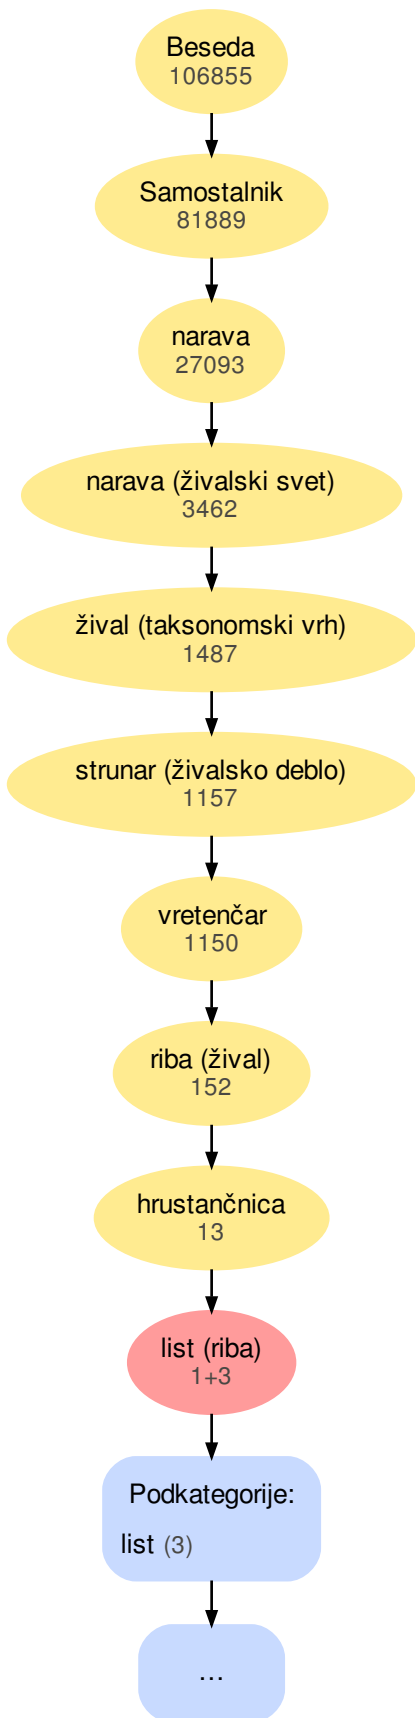 Beseda
106855
Samostalnik
81889
narava
27093
narava (živalski svet)
3462
žival (taksonomski vrh)
1487
strunar (živalsko deblo)
1157
vretenčar
1150
riba (žival)
152
hrustančnica
13
list (riba)
1+3
Podkategorije:
list (3)
...